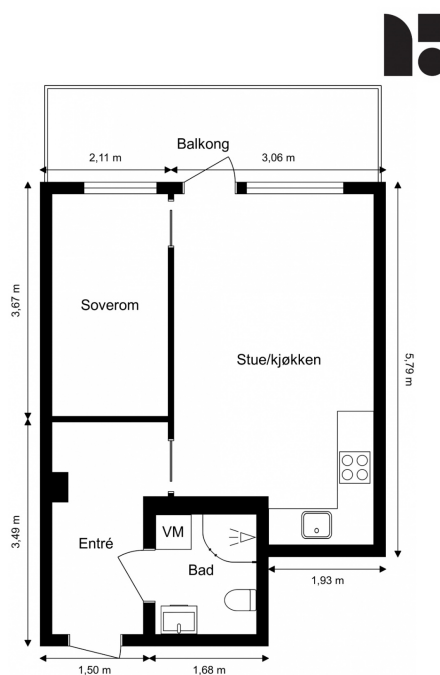 Balkong
2,11 m
3,06 m
3,67 m
Soverom
Stue/kjøkken
5,79 m
3,49 m
Entré
VM
Bad
1,93 m
1,50 m
1,68 m